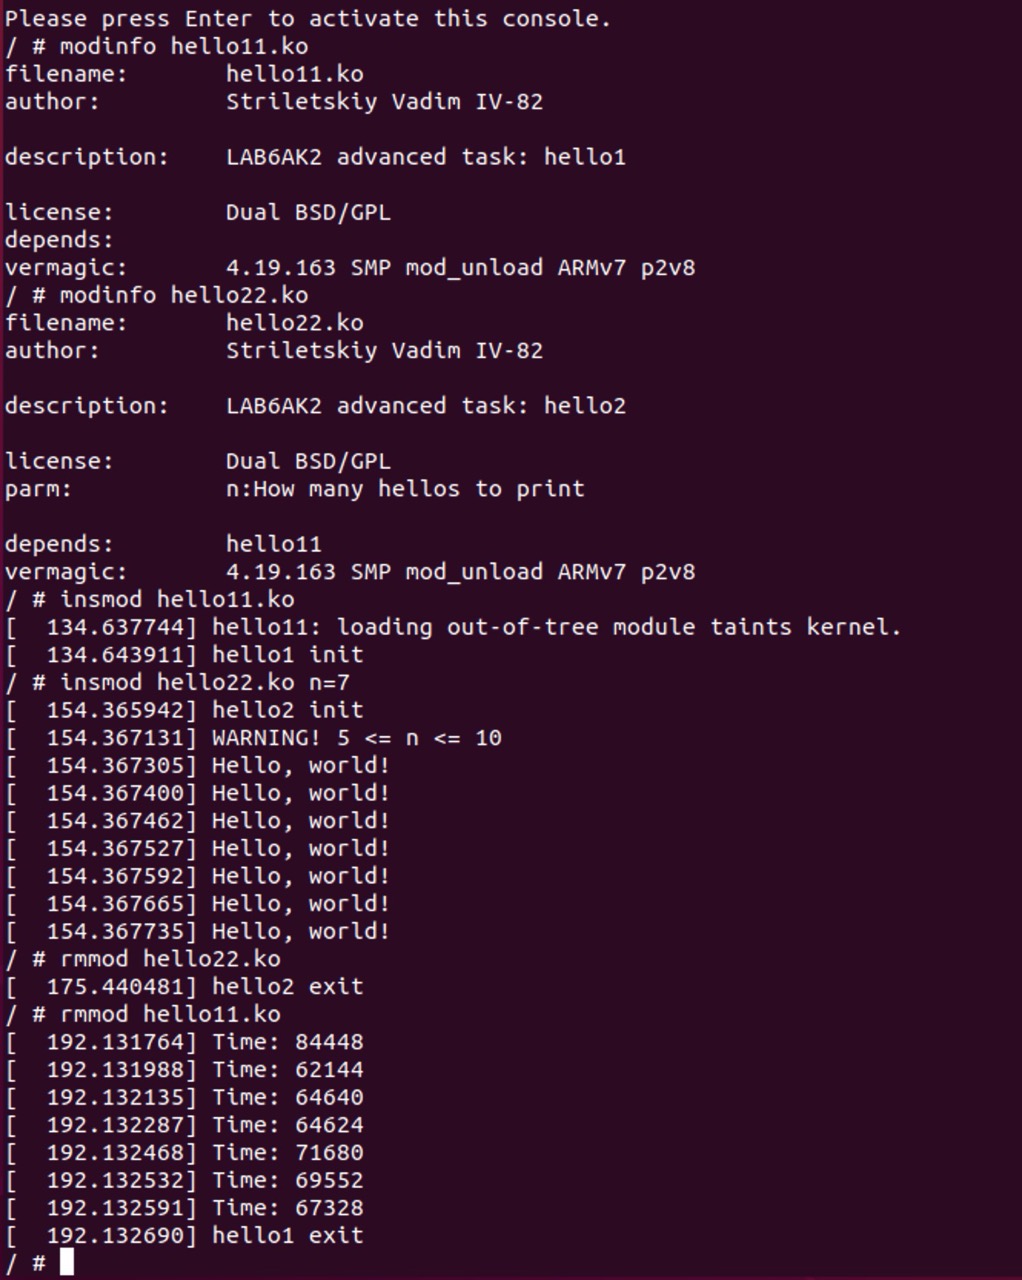 Please press Enter to activate this console.
/ # modinfo hello11.ko
filename:       hello11.ko
author:         Striletskiy Vadim IV-82

description:    LAB6AK2 advanced task: hello1

license:        Dual BSD/GPL
depends:
vermagic:       4.19.163 SMP mod_unload ARMv7 p2v8
/ # modinfo hello22.ko
filename:       hello22.ko
author:         Striletskiy Vadim IV-82

description:    LAB6AK2 advanced task: hello2

license:        Dual BSD/GPL
parm:           n:How many hellos to print

depends:        hello11
vermagic:       4.19.163 SMP mod_unload ARMv7 p2v8
/ # insmod hello11.ko
[  134.637744] hello11: loading out-of-tree module taints kernel.
[  134.643911] hello1 init
/ # insmod hello22.ko n=7
[  154.365942] hello2 init
[  154.367131] WARNING! 5 <= n <= 10
[  154.367305] Hello, world!
[  154.367400] Hello, world!
[  154.367462] Hello, world!
[  154.367527] Hello, world!
[  154.367592] Hello, world!
[  154.367665] Hello, world!
[  154.367735] Hello, world!
/ # rmmod hello22.ko
[  175.440481] hello2 exit
/ # rmmod hello11.ko
[  192.131764] Time: 84448
[  192.131988] Time: 62144
[  192.132135] Time: 64640
[  192.132287] Time: 64624
[  192.132468] Time: 71680
[  192.132532] Time: 69552
[  192.132591] Time: 67328
[  192.132690] hello1 exit
/ #